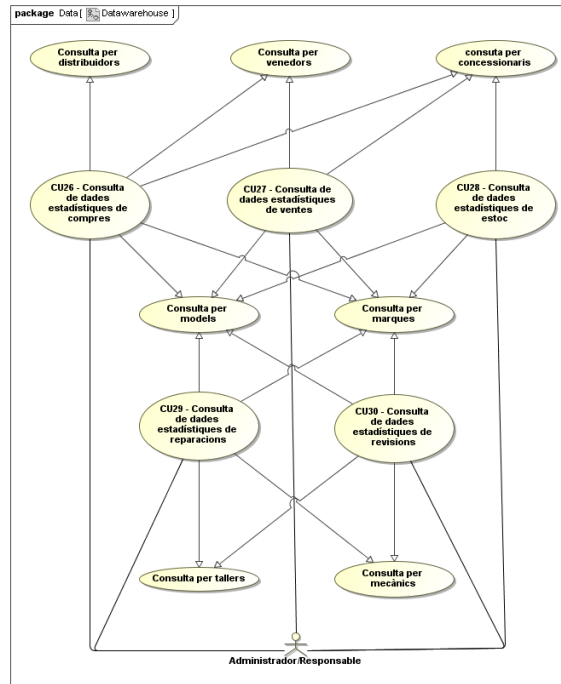 package Data [ Datawarehouse ]
Consulta per
distribuidors
Consulta per
venedors
consuta per
concessionaris
CU26 - Consulta
de dades
estadístiques de
compres
CU27 - Consulta de
dades estadístiques
de ventes
CU28 - Consulta
de dades
estadístiques de
estoc
Consulta per
models
Consulta per
marques
CU29 - Consulta
de dades
estadístiques de
reparacions
CU30 - Consulta
de dades
estadístiques de
revisions
Consulta per tallers
Consulta per
mecànics
Administrador/Responsable